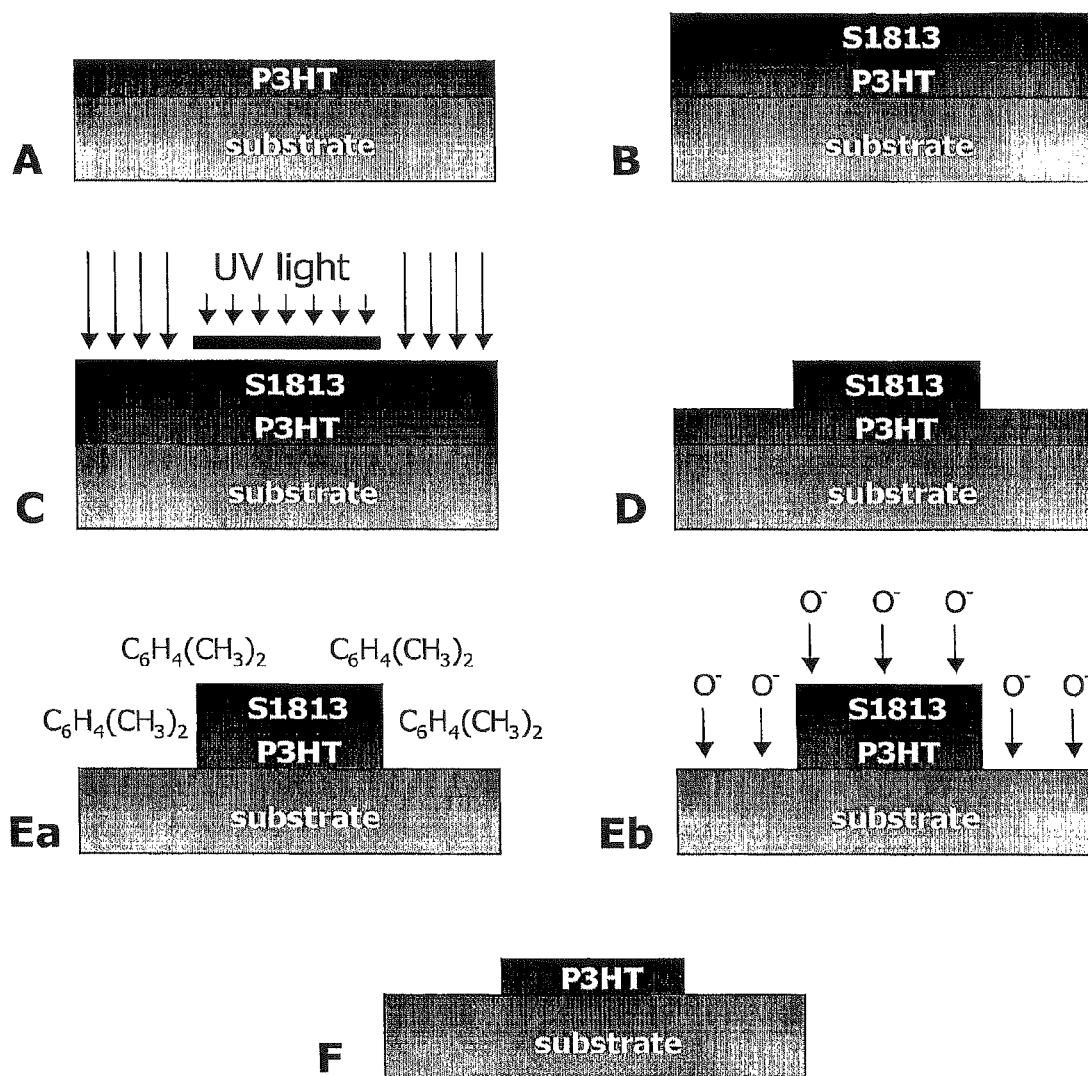 P3HT
substrate
A
S1813
P3HT
substrate
B
UV light
S1813
P3HT
substrate
C
S1813
P3HT
substrate
D
C₆H₄(CH₃)₂ C₆H₄(CH₃)₂
C₆H₄(CH₃)₂ C₆H₄(CH₃)₂
S1813
P3HT
substrate
Ea
O⁻ O⁻ O⁻
O⁻ O⁻ O⁻ O⁻
S1813
P3HT
substrate
Eb
P3HT
substrate
F